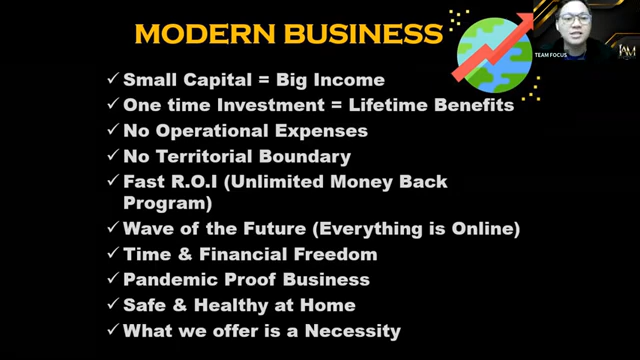 MODERN BUSINESS
✓ Small Capital = Big Income
✓ One time Investment = Lifetime Benefits
✓ No Operational Expenses
✓ No Territorial Boundary
✓ Fast R.O.I (Unlimited Money Back
Program)
✓ Wave of the Future (Everything is Online)
✓ Time & Financial Freedom
✓ Pandemic Proof Business
✓ Safe & Healthy at Home
✓ What we offer is a Necessity
TEAM FOCUS